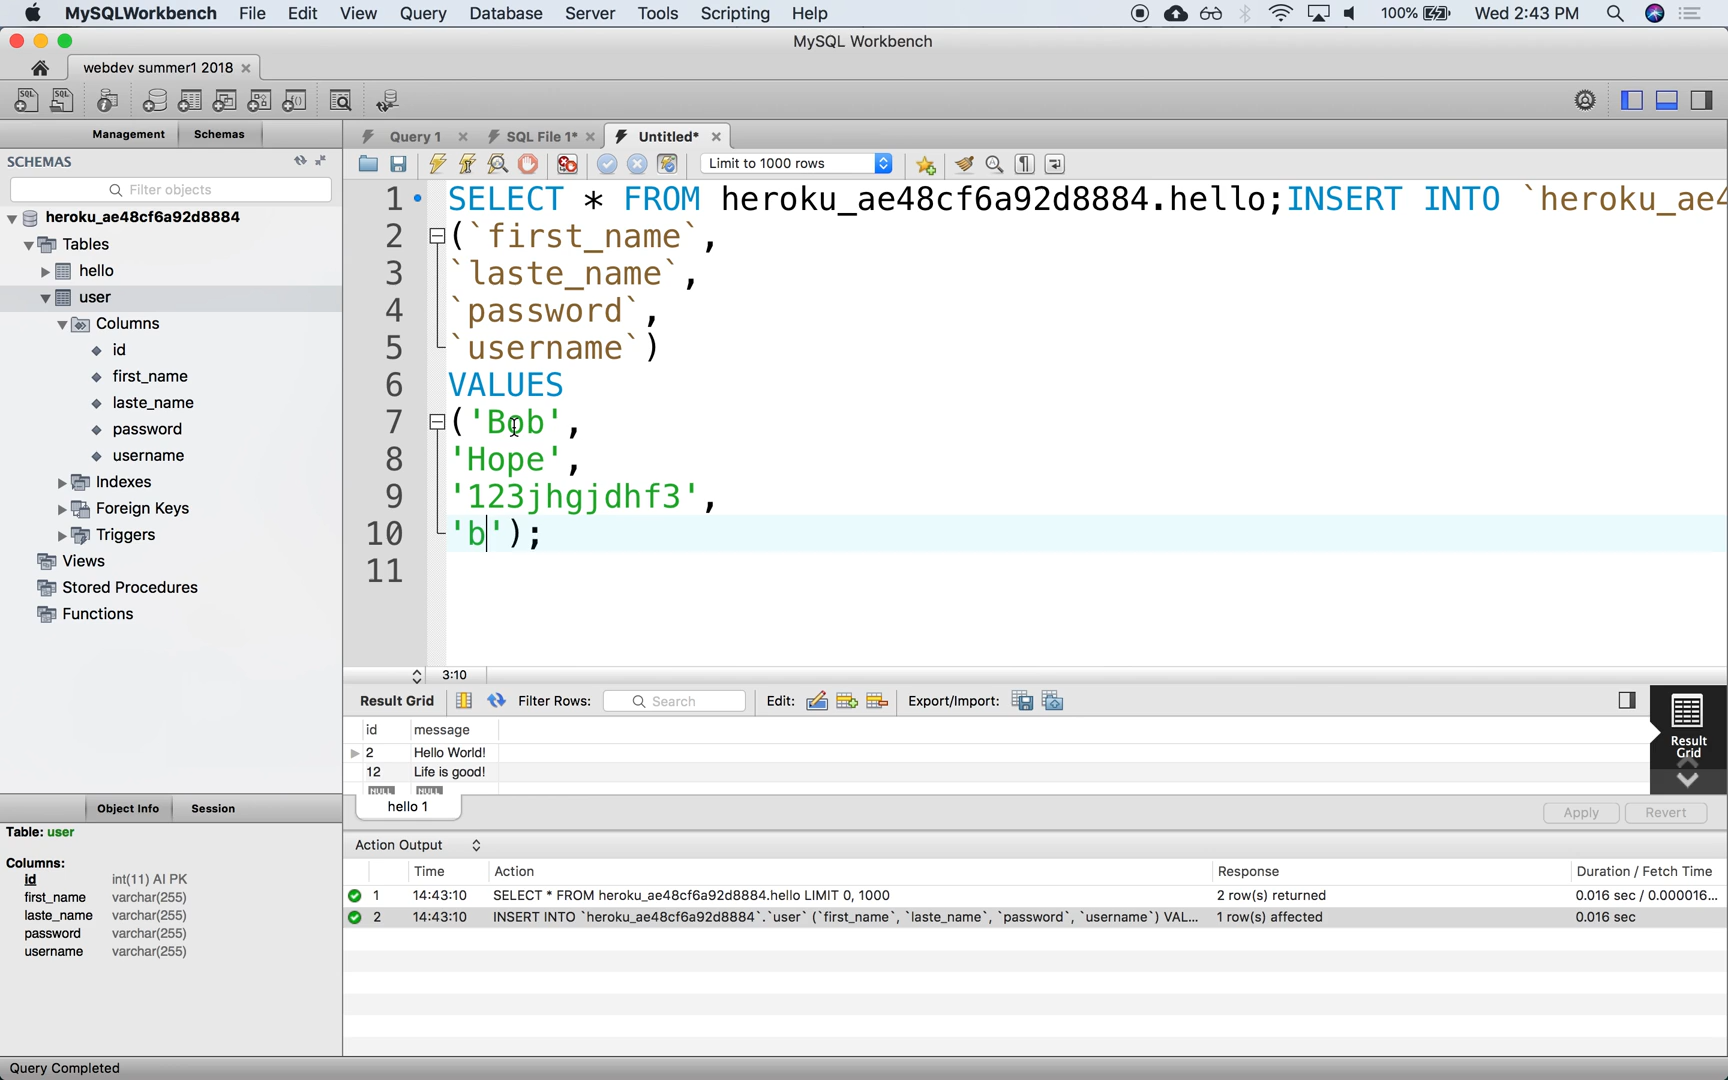 MySQLWorkbench File Edit View Query Database Server Tools Scripting Help 100% Wed 2:43 PM
MySQL Workbench
webdev summer1 2018
Management Schemas
Query 1 SQL File 1* Untitled*
SCHEMAS
Limit to 1000 rows
Filter objects
heroku_ae48cf6a92d8884
Tables
hello
user
Columns
id
first_name
laste_name
password
username
Indexes
Foreign Keys
Triggers
Views
Stored Procedures
Functions
1 SELECT * FROM heroku_ae48cf6a92d8884.hello;INSERT INTO `heroku_ae4
2 (`first_name`,
3 `laste_name`,
4 `password`,
5 `username`)
6 VALUES
7 ('Bob',
8 'Hope',
9 '123jhgjdhf3',
10 'b');
11
3:10
Result Grid Filter Rows: Search Edit: Export/Import:
id message
2 Hello World!
12 Life is good!
NULL NULL
Result
Grid
hello 1
Apply Revert
Object Info Session
Table: user
Columns:
id int(11) AI PK
first_name varchar(255)
laste_name varchar(255)
password varchar(255)
username varchar(255)
Action Output
Time Action Response Duration / Fetch Time
1 14:43:10 SELECT * FROM heroku_ae48cf6a92d8884.hello LIMIT 0, 1000 2 row(s) returned 0.016 sec / 0.000016...
2 14:43:10 INSERT INTO `heroku_ae48cf6a92d8884`.`user` (`first_name`, `laste_name`, `password`, `username`) VAL... 1 row(s) affected 0.016 sec
Query Completed